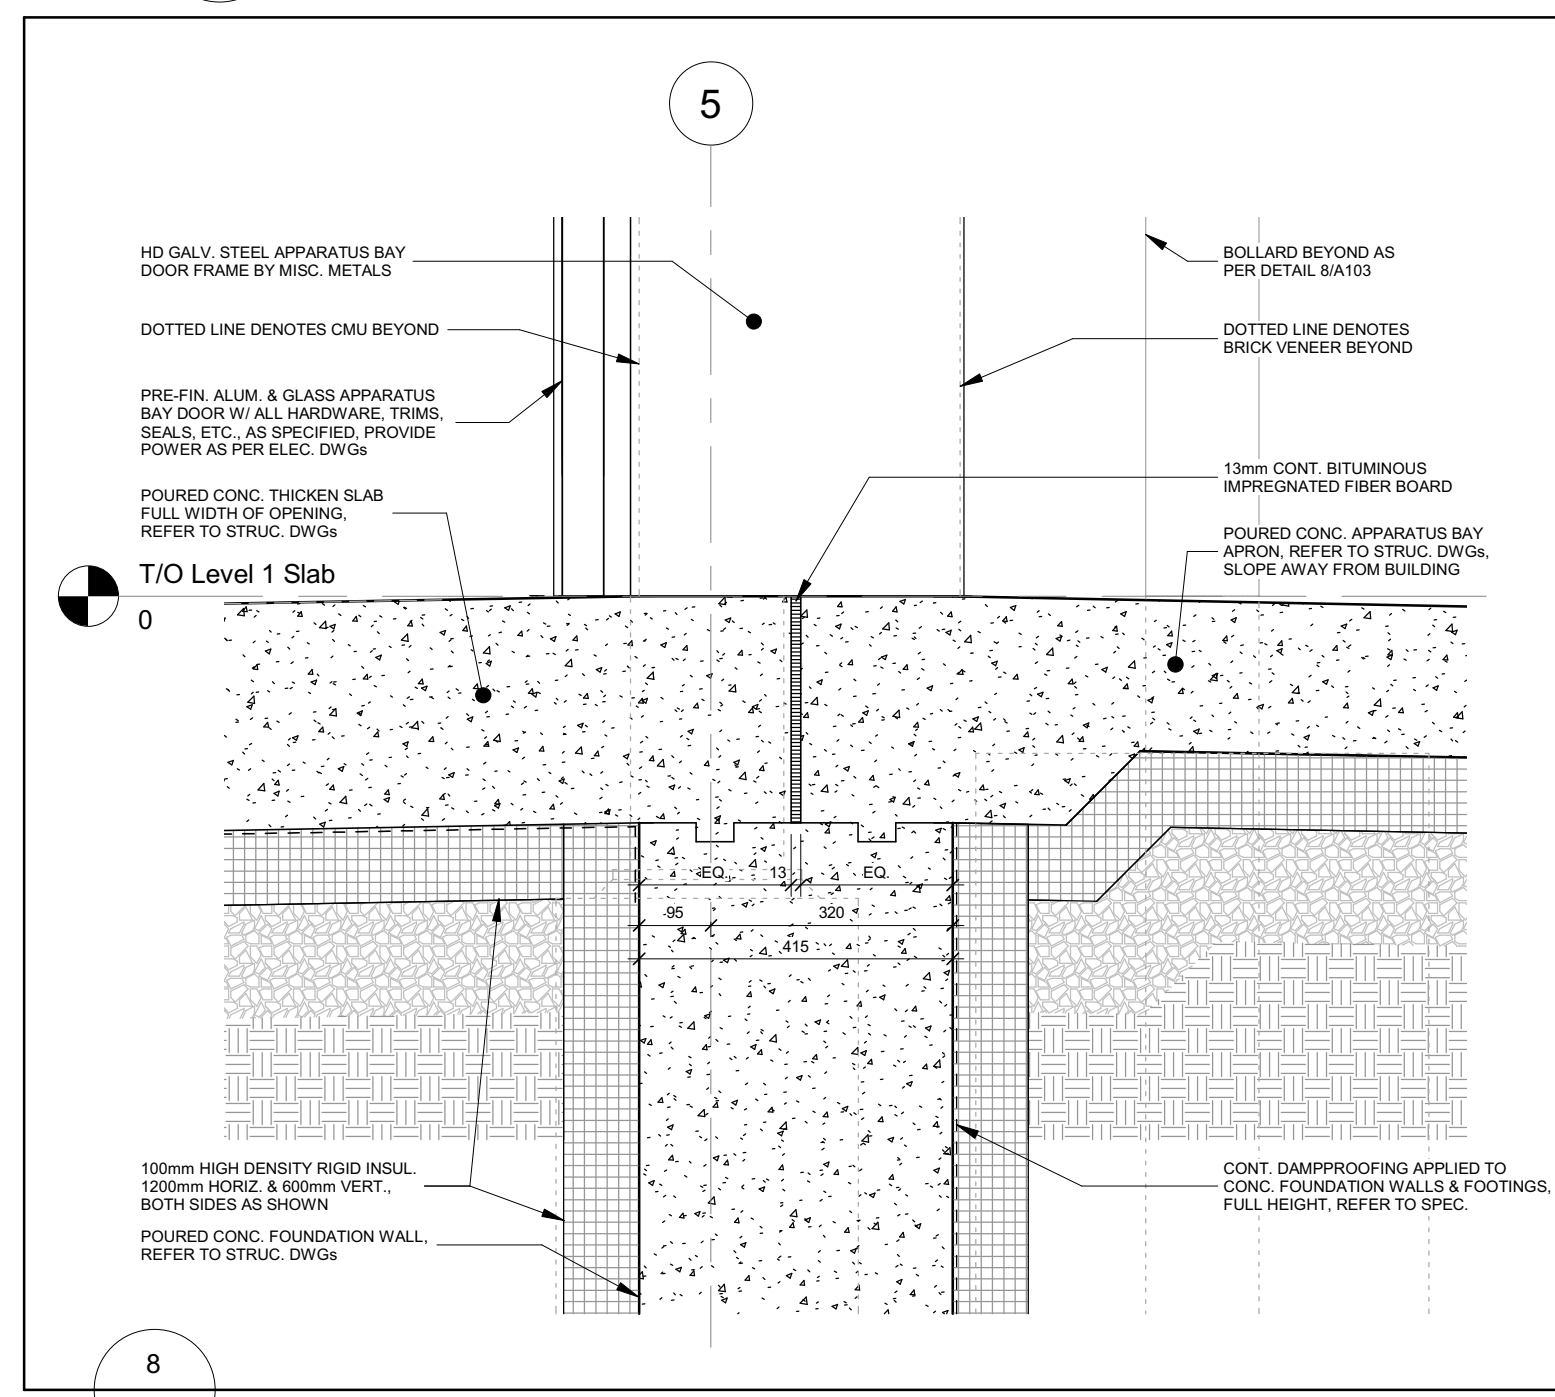 5
HD GALV. STEEL APPARATUS BAY
DOOR FRAME BY MISC. METALS
DOTTED LINE DENOTES CMU BEYOND
PRE-FIN. ALUM. & GLASS APPARATUS
BAY DOOR W/ ALL HARDWARE, TRIMS,
SEALS, ETC., AS SPECIFIED, PROVIDE
POWER AS PER ELEC. DWGs
POURED CONC. THICKEN SLAB
FULL WIDTH OF OPENING,
REFER TO STRUC. DWGs
T/O Level 1 Slab
0
BOLLARD BEYOND AS
PER DETAIL 8/A103
DOTTED LINE DENOTES
BRICK VENEER BEYOND
13mm CONT. BITUMINOUS
IMPREGNATED FIBER BOARD
POURED CONC. APPARATUS BAY
APRON, REFER TO STRUC. DWGs,
SLOPE AWAY FROM BUILDING
EQ. 13 EQ.
95 320
415
100mm HIGH DENSITY RIGID INSUL.
1200mm HORIZ. & 600mm VERT.,
BOTH SIDES AS SHOWN
POURED CONC. FOUNDATION WALL,
REFER TO STRUC. DWGs
CONT. DAMPPROOFING APPLIED TO
CONC. FOUNDATION WALLS & FOOTINGS,
FULL HEIGHT, REFER TO SPEC.
8